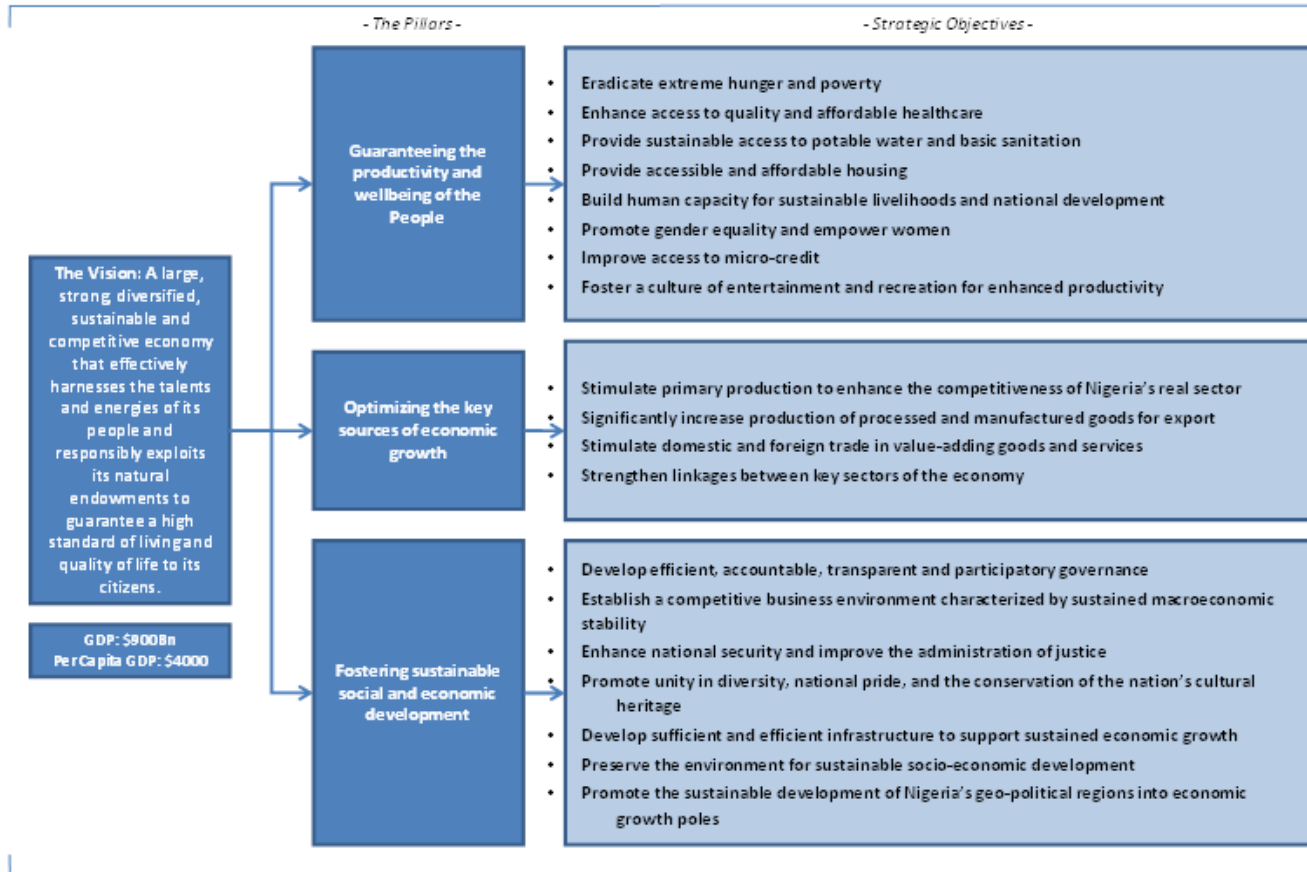 - The Pillars -
- Strategic Objectives -
The Vision: A large,
strong, diversified,
sustainable and
competitive economy
that effectively
harnesses the talents
and energies of its
people and
responsibly exploits
its natural
endowments to
guarantee a high
standard of living and
quality of life to its
citizens.
GDP: $900Bn
Per Capita GDP: $4000
Guaranteeing the
productivity and
wellbeing of the
People
• Eradicate extreme hunger and poverty
• Enhance access to quality and affordable healthcare
• Provide sustainable access to potable water and basic sanitation
• Provide accessible and affordable housing
• Build human capacity for sustainable livelihoods and national development
• Promote gender equality and empower women
• Improve access to micro-credit
• Foster a culture of entertainment and recreation for enhanced productivity
Optimizing the key
sources of economic
growth
• Stimulate primary production to enhance the competitiveness of Nigeria's real sector
• Significantly increase production of processed and manufactured goods for export
• Stimulate domestic and foreign trade in value-adding goods and services
• Strengthen linkages between key sectors of the economy
Fostering sustainable
social and economic
development
• Develop efficient, accountable, transparent and participatory governance
• Establish a competitive business environment characterized by sustained macroeconomic
stability
• Enhance national security and improve the administration of justice
• Promote unity in diversity, national pride, and the conservation of the nation's cultural
heritage
• Develop sufficient and efficient infrastructure to support sustained economic growth
• Preserve the environment for sustainable socio-economic development
• Promote the sustainable development of Nigeria's geo-political regions into economic
growth poles